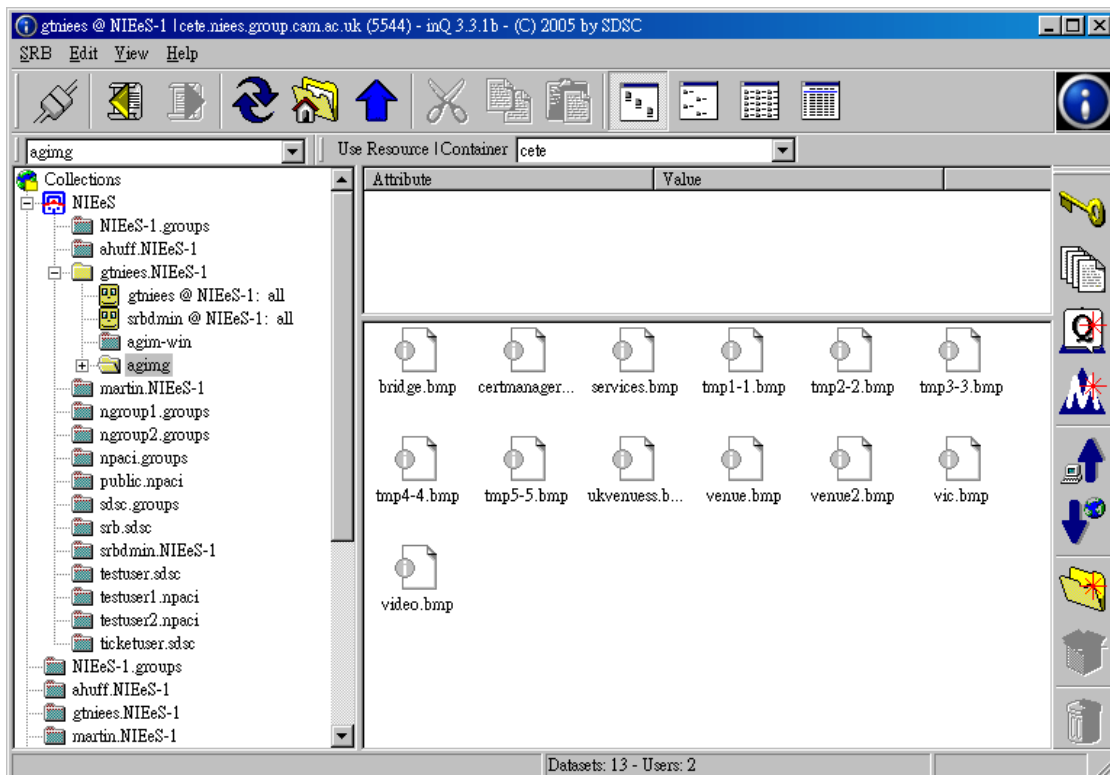 gtniees @ NIEeS-1 | cete.niees.group.cam.ac.uk (5544) - inQ 3.3.1b - (C) 2005 by SDSC
SRB Edit View Help
agimg
Use Resource | Container cete
Collections
NIEeS
NIEeS-1.groups
ahuff.NIEeS-1
gtniees.NIEeS-1
gtniees @ NIEeS-1: all
srbdmin @ NIEeS-1: all
agim-win
agimg
martin.NIEeS-1
ngroup1.groups
ngroup2.groups
npaci.groups
public.npaci
sdsc.groups
srb.sdsc
srbdmin.NIEeS-1
testuser.sdsc
testuser1.npaci
testuser2.npaci
ticketuser.sdsc
NIEeS-1.groups
ahuff.NIEeS-1
gtniees.NIEeS-1
martin.NIEeS-1
Attribute Value
bridge.bmp certmanager... services.bmp tmp1-1.bmp tmp2-2.bmp tmp3-3.bmp
tmp4-4.bmp tmp5-5.bmp ukvenuess.b... venue.bmp venue2.bmp vic.bmp
video.bmp
Q
M
Datasets: 13 - Users: 2